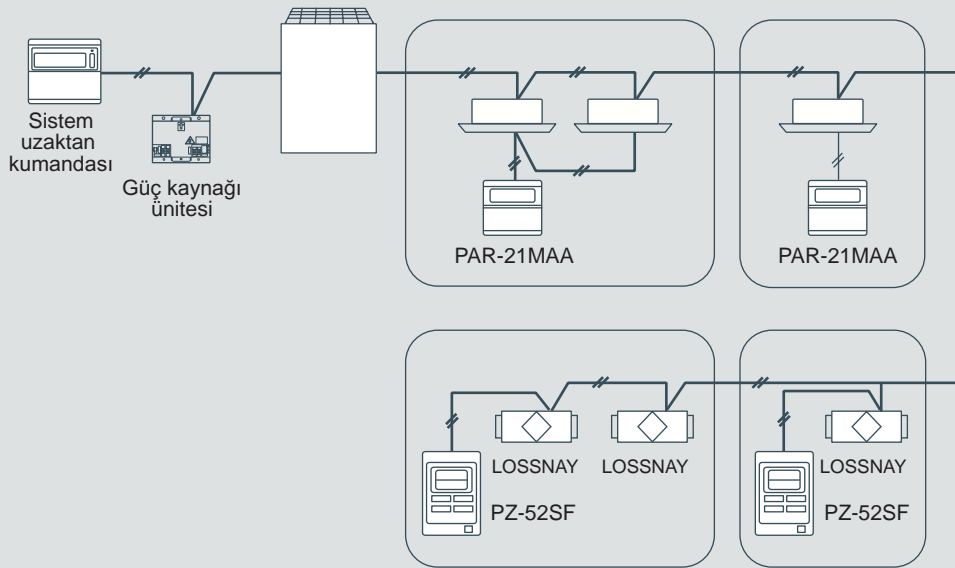 Sistem
uzaktan
kumandası
Güç kaynağı
ünitesi
PAR-21MAA
PAR-21MAA
LOSSNAY
LOSSNAY
PZ-52SF
LOSSNAY
PZ-52SF